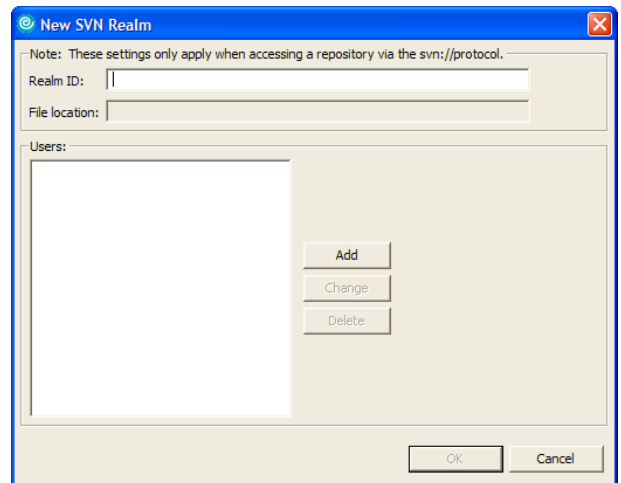 New SVN Realm
Note: These settings only apply when accessing a repository via the svn://protocol.
Realm ID:
File location:
Users:
Add
Change
Delete
OK
Cancel